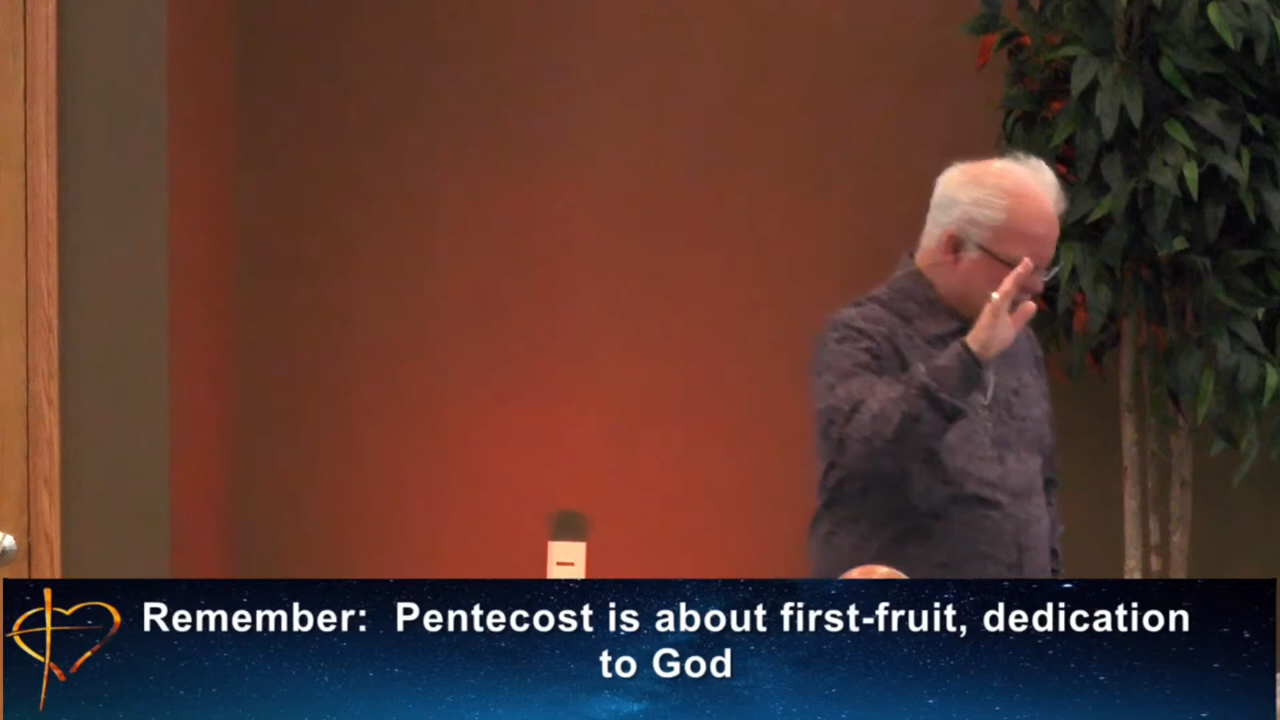 Remember:  Pentecost is about first-fruit, dedication
to God